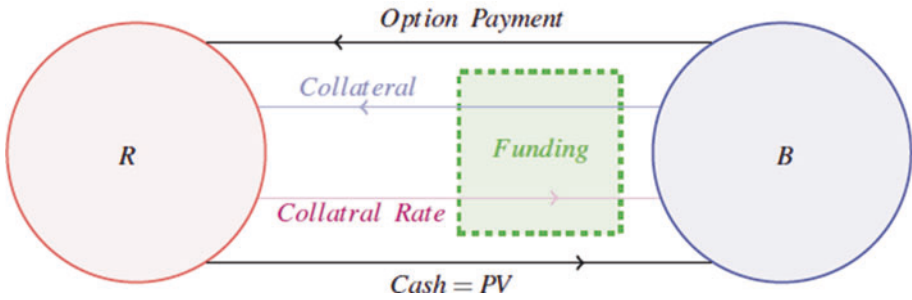 Option Payment
Collateral
R
Funding
B
Collatral Rate
Cash = PV